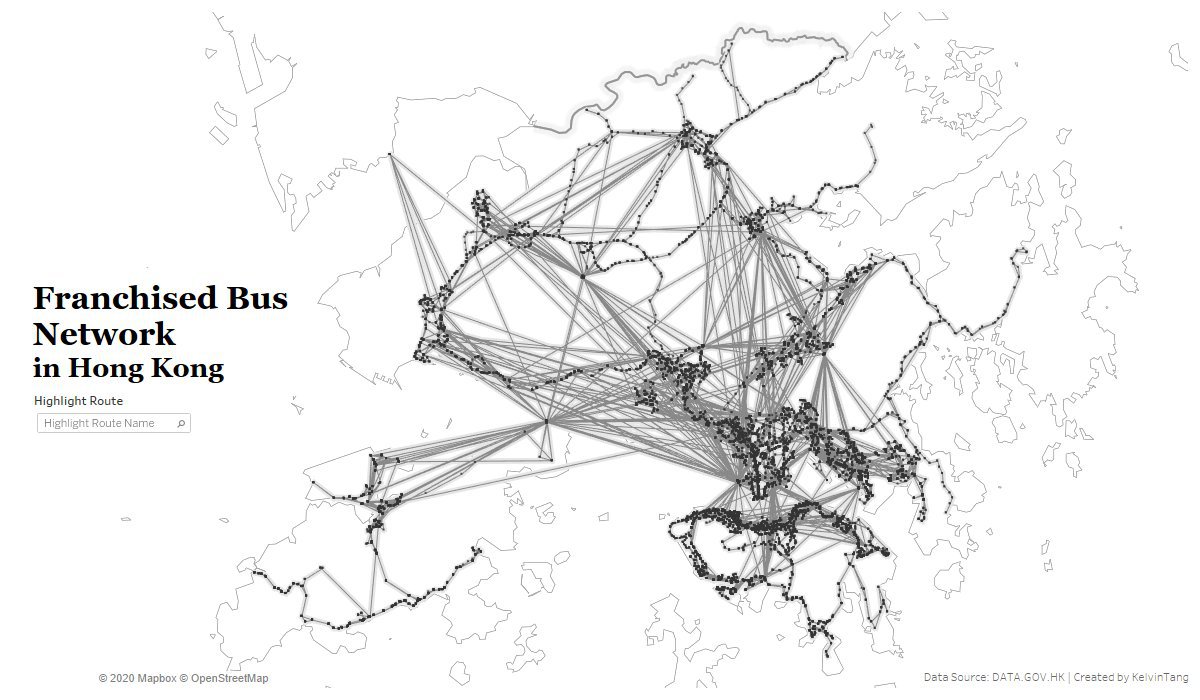 Franchised Bus
Network
in Hong Kong
Highlight Route
Highlight Route Name
© 2020 Mapbox © OpenStreetMap
Data Source: DATA.GOV.HK | Created by KelvinTang